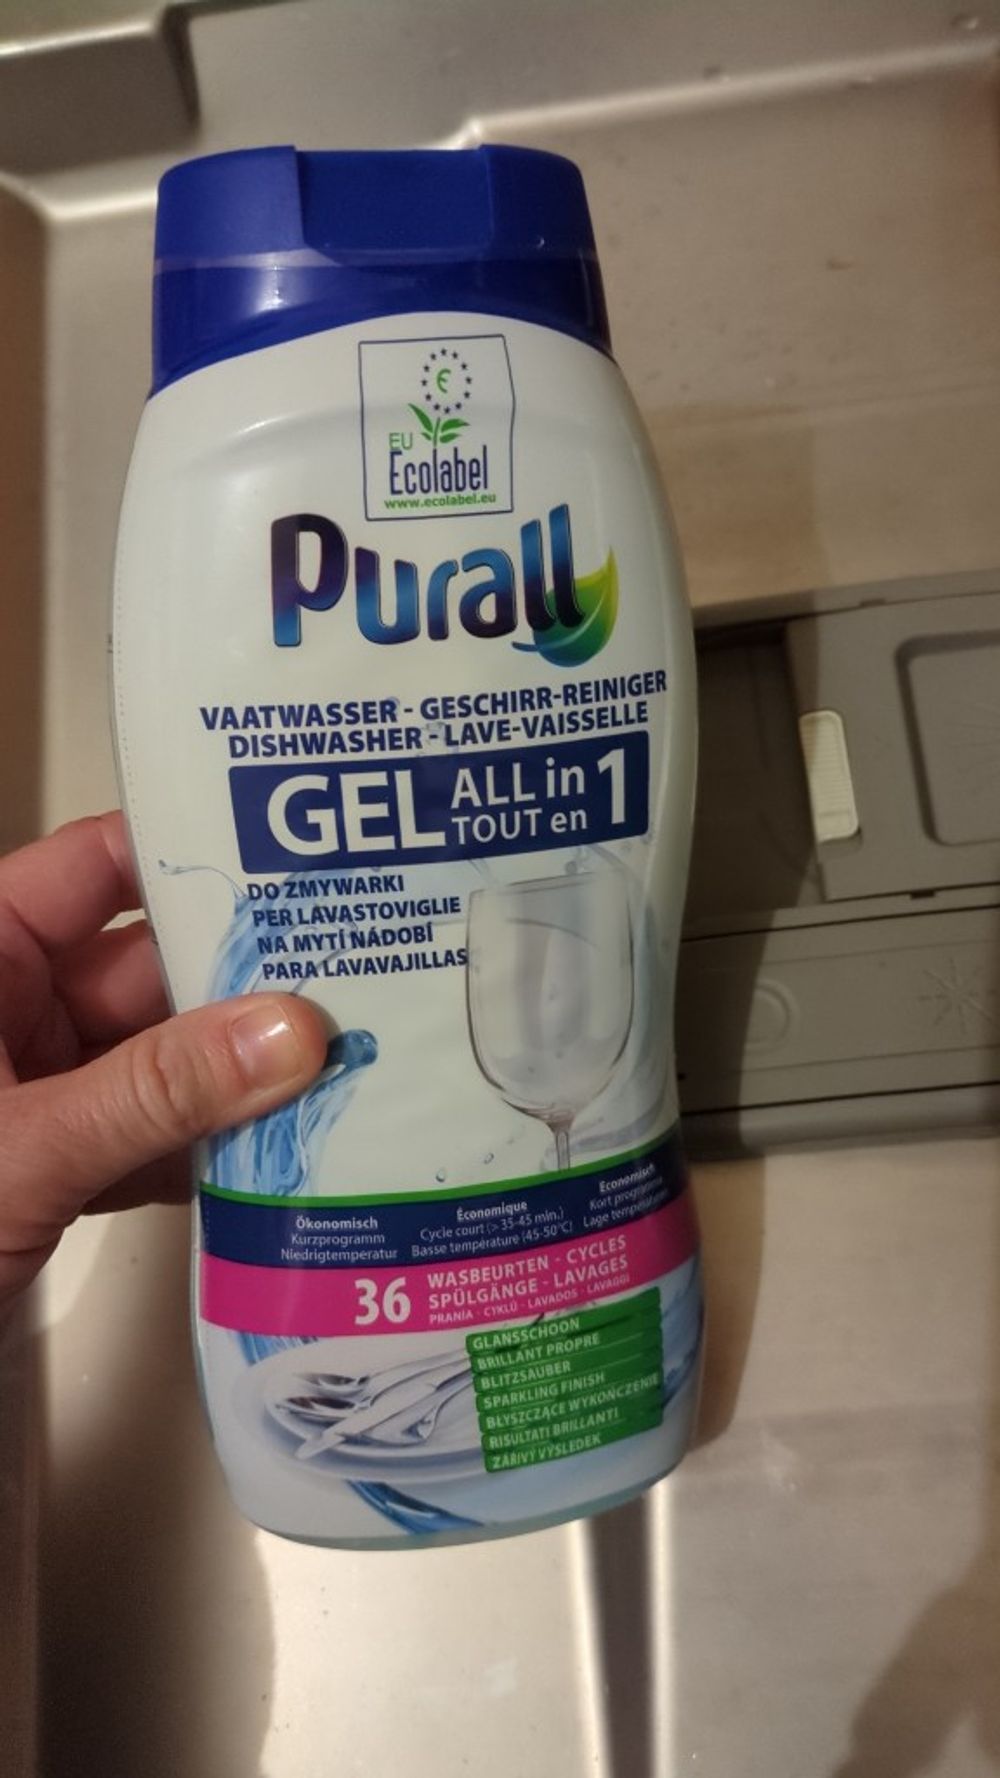 EU
Ecolabel
www.ecolabel.eu
Purall
VAATWASSER - GESCHIRR-REINIGER
DISHWASHER - LAVE-VAISSELLE
GEL ALL in 1
TOUT en
DO ZMYWARKI
PER LAVASTOVIGLIE
NA MYTÍ NÁDOBÍ
PARA LAVAVAJILLAS
Ökonomisch
Kurzprogramm
Niedrigtemperatur
Économique
Cycle court (> 35-45 min.)
Basse température (45-50°C)
Economisch
Kort programma
Lage temperaturen
36
WASBEURTEN - CYCLES
SPÜLGÄNGE - LAVAGES
PRANIA - CYKLŮ - LAVADOS - LAVAGGI
GLANSSCHOON
BRILLANT PROPRE
BLITZSAUBER
SPARKLING FINISH
BŁYSZCZĄCE WYKOŃCZENIE
RISULTATI BRILLANTI
ZÁŘIVÝ VÝSLEDEK